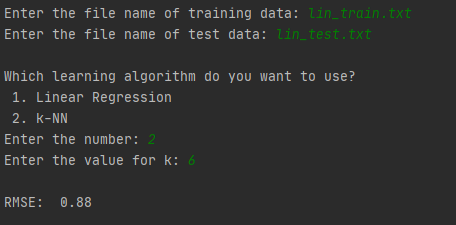 Enter the file name of training data: lin_train.txt
Enter the file name of test data: lin_test.txt
Which learning algorithm do you want to use?
1. Linear Regression
2. k-NN
Enter the number: 2
Enter the value for k: 6
RMSE:  0.88